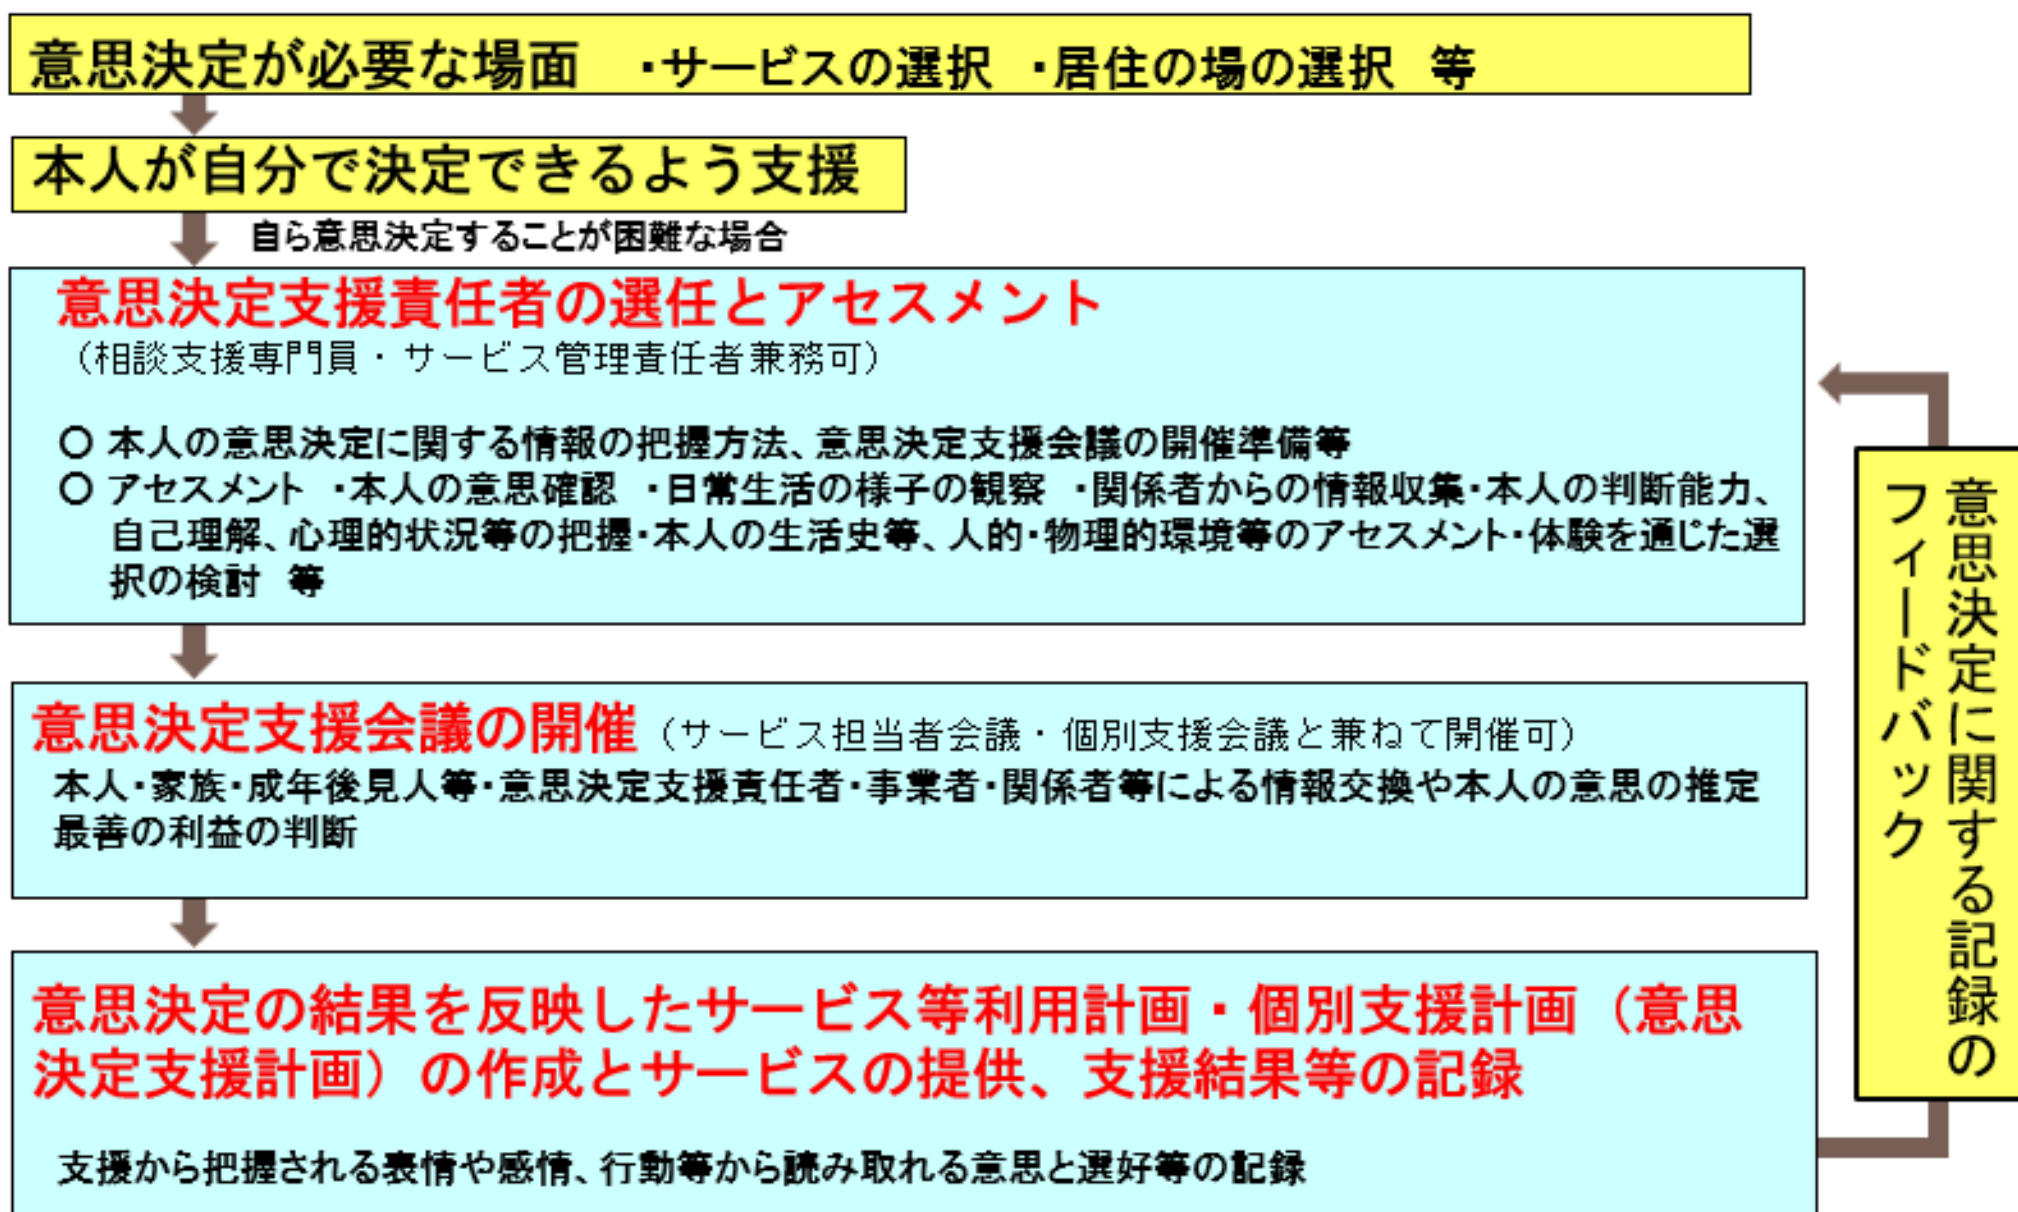 意思決定が必要な場面　・サービスの選択　・居住の場の選択　等
本人が自分で決定できるよう支援
自ら意思決定することが困難な場合
意思決定支援責任者の選任とアセスメント
（相談支援専門員・サービス管理責任者兼務可）
〇 本人の意思決定に関する情報の把握方法、意思決定支援会議の開催準備等
〇 アセスメント　・本人の意思確認　・日常生活の様子の観察　・関係者からの情報収集・本人の判断能力、
自己理解、心理的状況等の把握・本人の生活史等、人的・物理的環境等のアセスメント・体験を通じた選
択の検討　等
意思決定支援会議の開催（サービス担当者会議・個別支援会議と兼ねて開催可）
本人・家族・成年後見人等・意思決定支援責任者・事業者・関係者等による情報交換や本人の意思の推定
最善の利益の判断
意思決定の結果を反映したサービス等利用計画・個別支援計画（意思
決定支援計画）の作成とサービスの提供、支援結果等の記録
支援から把握される表情や感情、行動等から読み取れる意思と選好等の記録
意思決定に関する記録の
フィードバック